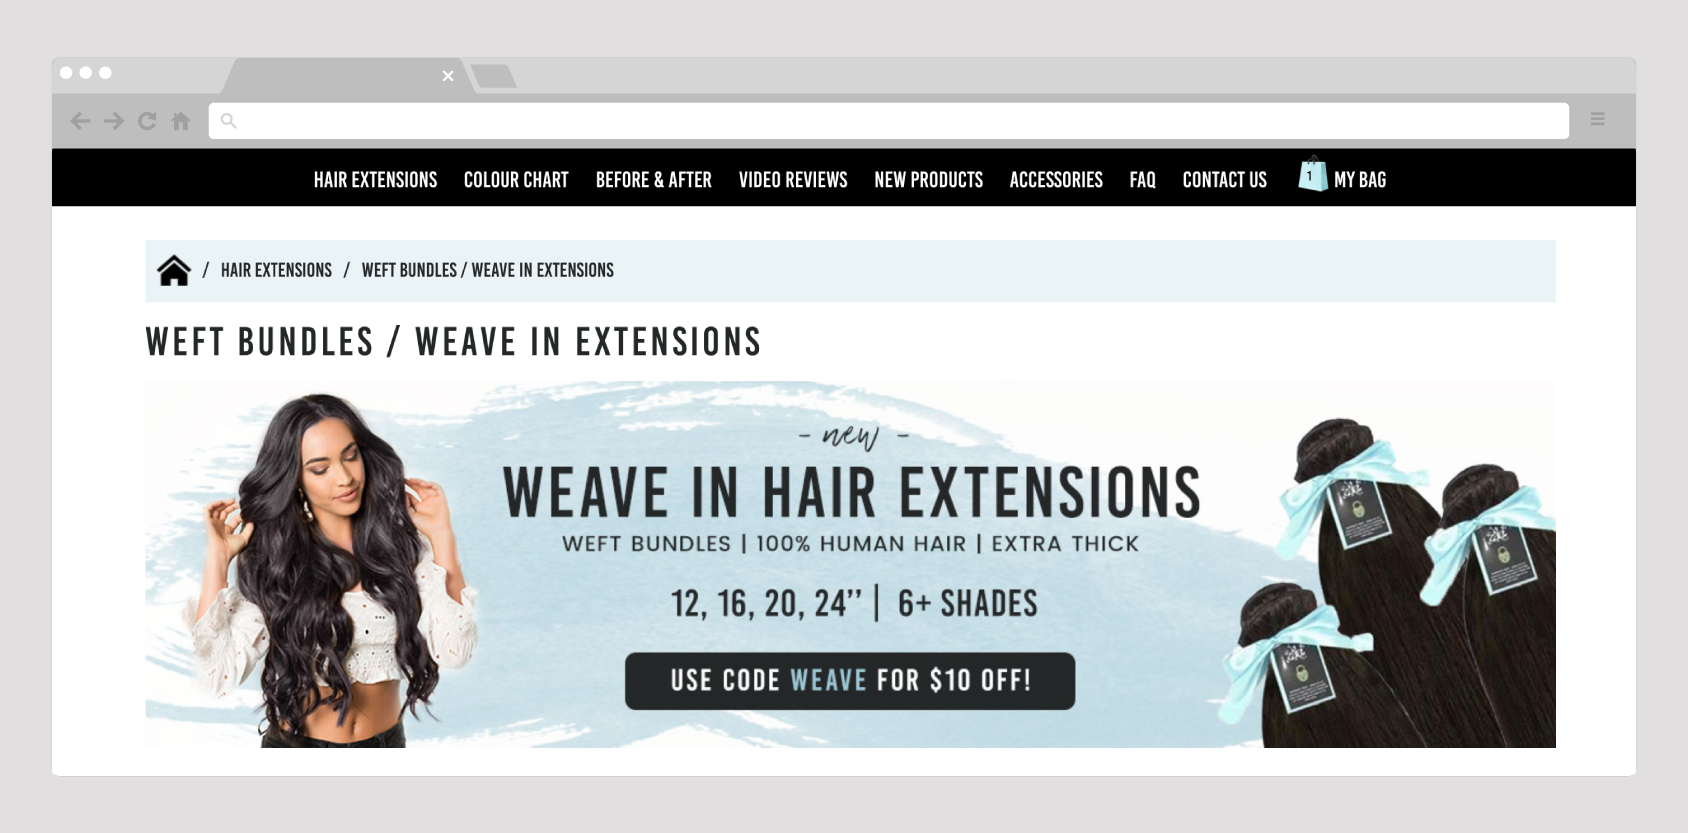 HAIR EXTENSIONS COLOUR CHART BEFORE & AFTER VIDEO REVIEWS NEW PRODUCTS ACCESSORIES FAQ CONTACT US 1 MY BAG
/ HAIR EXTENSIONS / WEFT BUNDLES / WEAVE IN EXTENSIONS
WEFT BUNDLES / WEAVE IN EXTENSIONS
- new -
WEAVE IN HAIR EXTENSIONS
WEFT BUNDLES | 100% HUMAN HAIR | EXTRA THICK
12, 16, 20, 24’’ | 6+ SHADES
USE CODE WEAVE FOR $10 OFF!